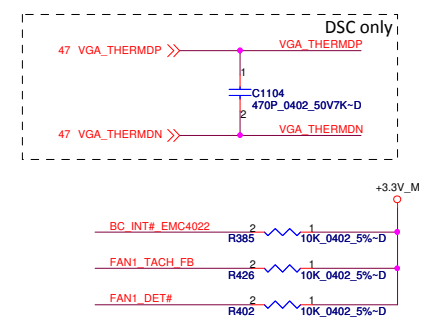 DSC only
47 VGA_THERMDP VGA_THERMDP
1
C1104
470P_0402_50V7K~D
2
47 VGA_THERMDN VGA_THERMDN
+3.3V_M
BC_INT#_EMC4022 2 1
R385 10K_0402_5%~D
FAN1_TACH_FB 2 1
R426 10K_0402_5%~D
FAN1_DET# 2 1
R402 10K_0402_5%~D